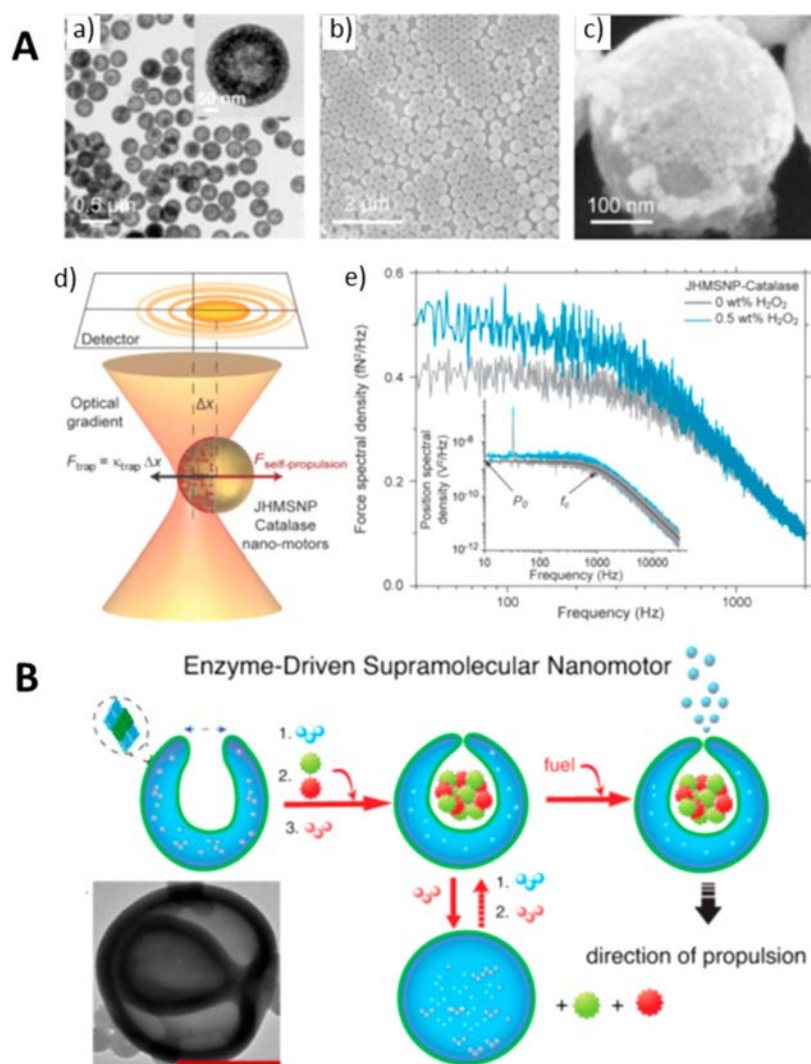 A
a)
50 nm
0.5 μm
b)
2 μm
c)
100 nm
d)
Detector
Optical
gradient
Δx
F trap = κ trap Δx
F self-propulsion
JHMSNP
Catalase
nano-motors
e)
JHMSNP-Catalase
0 wt% H₂O₂
0.5 wt% H₂O₂
Force spectral density (fN²/Hz)
0.6
0.4
0.2
0.0
100
1000
Frequency (Hz)
Position spectral
density (V²/Hz)
10⁻⁸
10⁻¹⁰
10⁻¹²
P₀
f c
10
100
1000
10000
Frequency (Hz)
B
Enzyme-Driven Supramolecular Nanomotor
1.
2.
3.
fuel
1.
2.
direction of propulsion
+ +